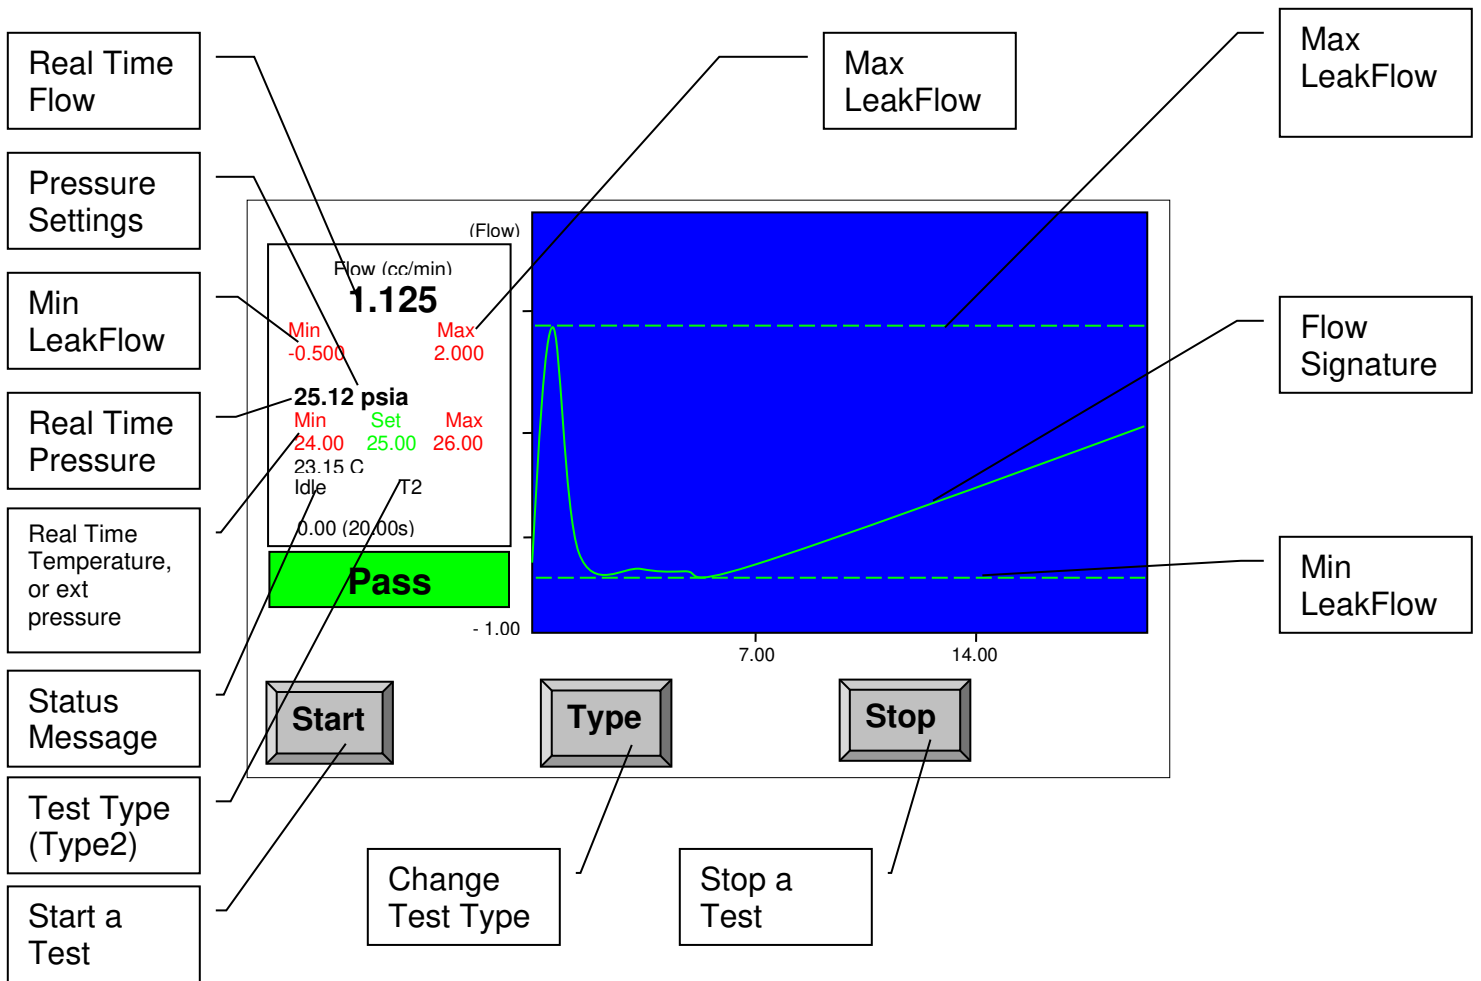 Real Time
Flow
Pressure
Settings
Min
LeakFlow
Real Time
Pressure
Real Time
Temperature,
or ext
pressure
Status
Message
Test Type
(Type2)
Start a
Test
Max
LeakFlow
Max
LeakFlow
Flow
Signature
Min
LeakFlow
(Flow)
Flow (cc/min)
1.125
Min Max
-0.500 2.000
25.12 psia
Min Set Max
24.00 25.00 26.00
23.15 C
Idle T2
0.00 (20.00s)
Pass
- 1.00
7.00 14.00
Start Type Stop
Change
Test Type
Stop a
Test